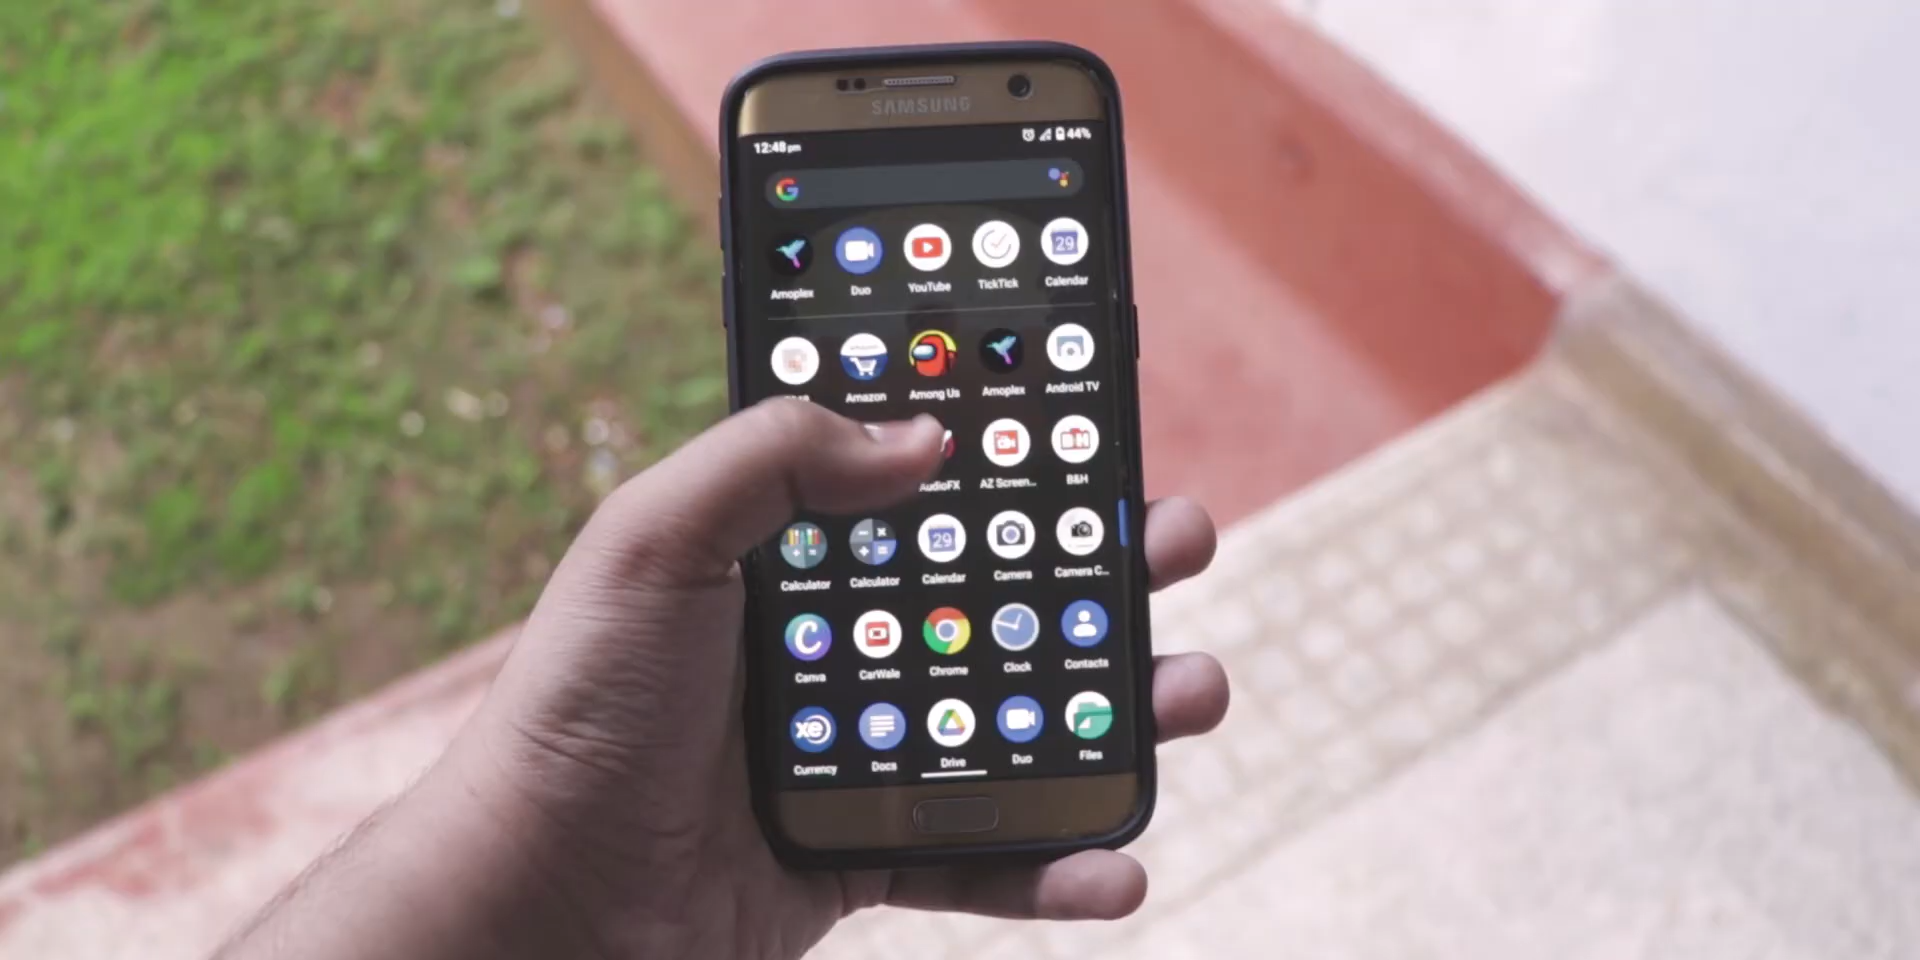 SAMSUNG
12:48 pm 44%
Amoplex Duo YouTube TickTick Calendar
29
Amazon Among Us Amoplex Android TV
AudioFX AZ Screen... B&H
B H
29
Calculator Calculator Calendar Camera Camera C...
Canva CarWale Chrome Clock Contacts
xe
Currency Docs Drive Duo Files